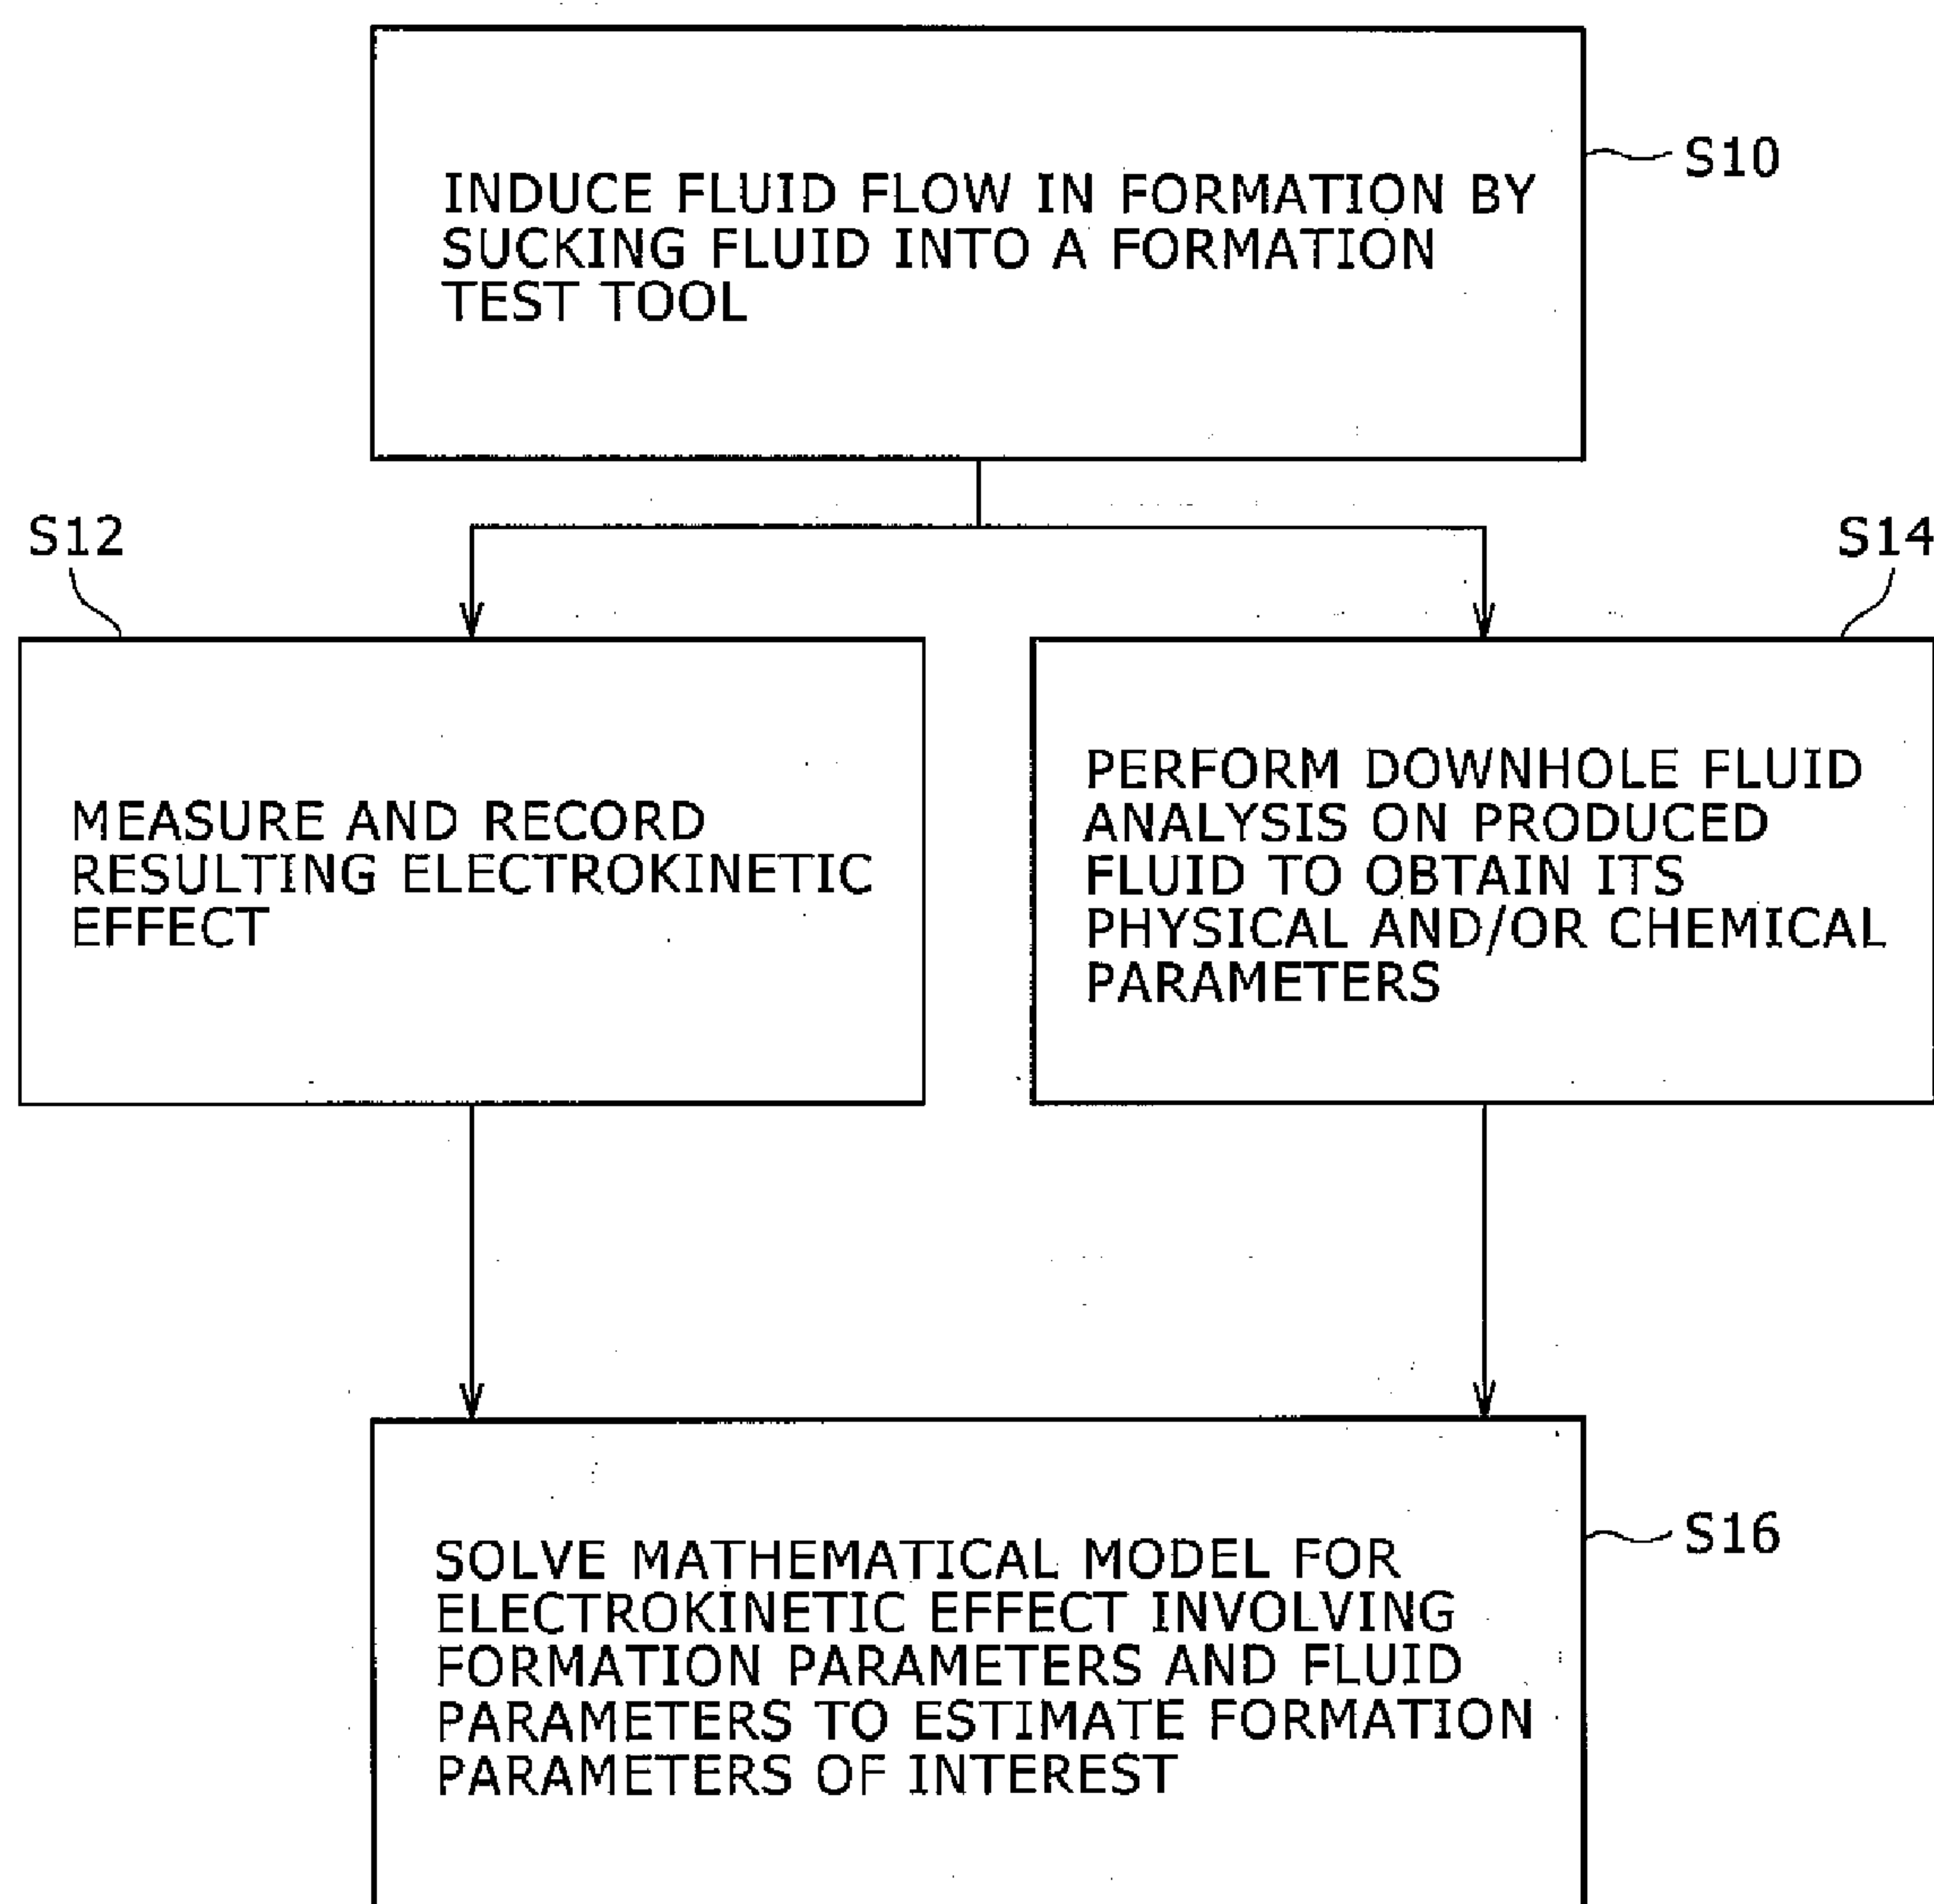 INDUCE FLUID FLOW IN FORMATION BY
SUCKING FLUID INTO A FORMATION
TEST TOOL
S10
S12
S14
MEASURE AND RECORD
RESULTING ELECTROKINETIC
EFFECT
PERFORM DOWNHOLE FLUID
ANALYSIS ON PRODUCED
FLUID TO OBTAIN ITS
PHYSICAL AND/OR CHEMICAL
PARAMETERS
SOLVE MATHEMATICAL MODEL FOR
ELECTROKINETIC EFFECT INVOLVING
FORMATION PARAMETERS AND FLUID
PARAMETERS TO ESTIMATE FORMATION
PARAMETERS OF INTEREST
S16